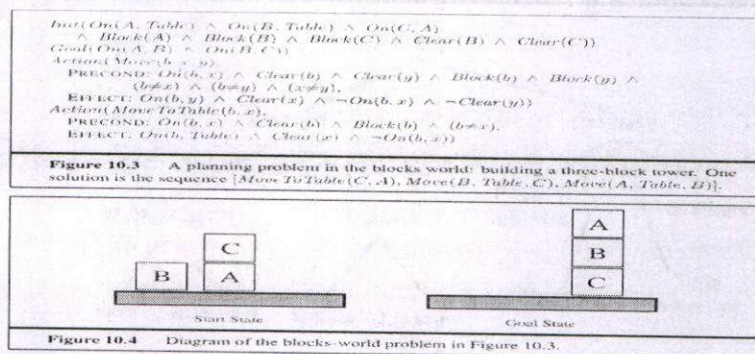 Init(On(A, Table) ∧ On(B, Table) ∧ On(C, A)
∧ Block(A) ∧ Block(B) ∧ Block(C) ∧ Clear(B) ∧ Clear(C))
Goal(On(A, B) ∧ On(B, C))
Action(Move(b, x, y),
PRECOND: On(b, x) ∧ Clear(b) ∧ Clear(y) ∧ Block(b) ∧ Block(y) ∧
(b≠x) ∧ (b≠y) ∧ (x≠y),
EFFECT: On(b, y) ∧ Clear(x) ∧ ¬On(b, x) ∧ ¬Clear(y))
Action(MoveToTable(b, x),
PRECOND: On(b, x) ∧ Clear(b) ∧ Block(b) ∧ (b≠x),
EFFECT: On(b, Table) ∧ Clear(x) ∧ ¬On(b, x))
Figure 10.3 A planning problem in the blocks world: building a three-block tower. One
solution is the sequence [MoveToTable(C, A), Move(B, Table, C), Move(A, Table, B)].
C
B A
Start State
A
B
C
Goal State
Figure 10.4 Diagram of the blocks-world problem in Figure 10.3.